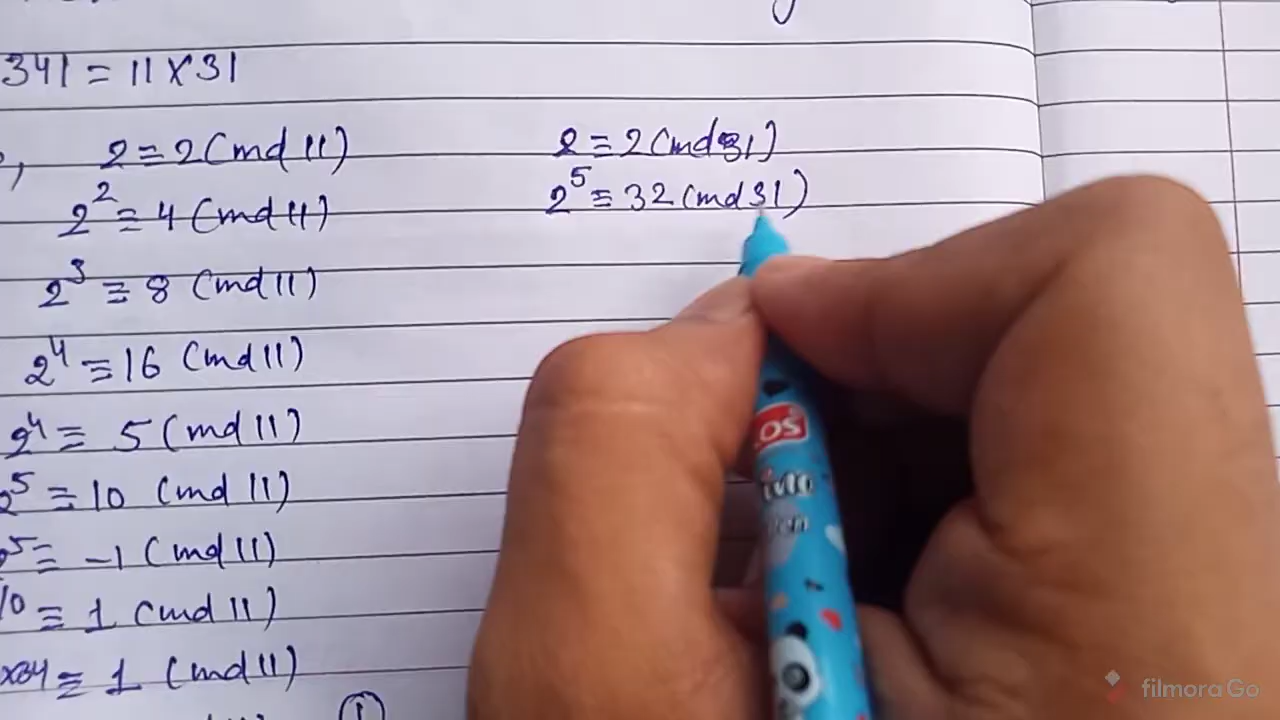 341 = 11 X 31
, 2 ≡ 2 (md 11)
2^2 ≡ 4 (md 11)
2^3 ≡ 8 (md 11)
2^4 ≡ 16 (md 11)
2^4 ≡ 5 (md 11)
2^5 ≡ 10 (md 11)
2^5 ≡ -1 (md 11)
10 ≡ 1 (md 11)
x34 ≡ 1 (md 11)
1
2 ≡ 2 (md 31)
2^5 ≡ 32 (md 31)
filmora Go